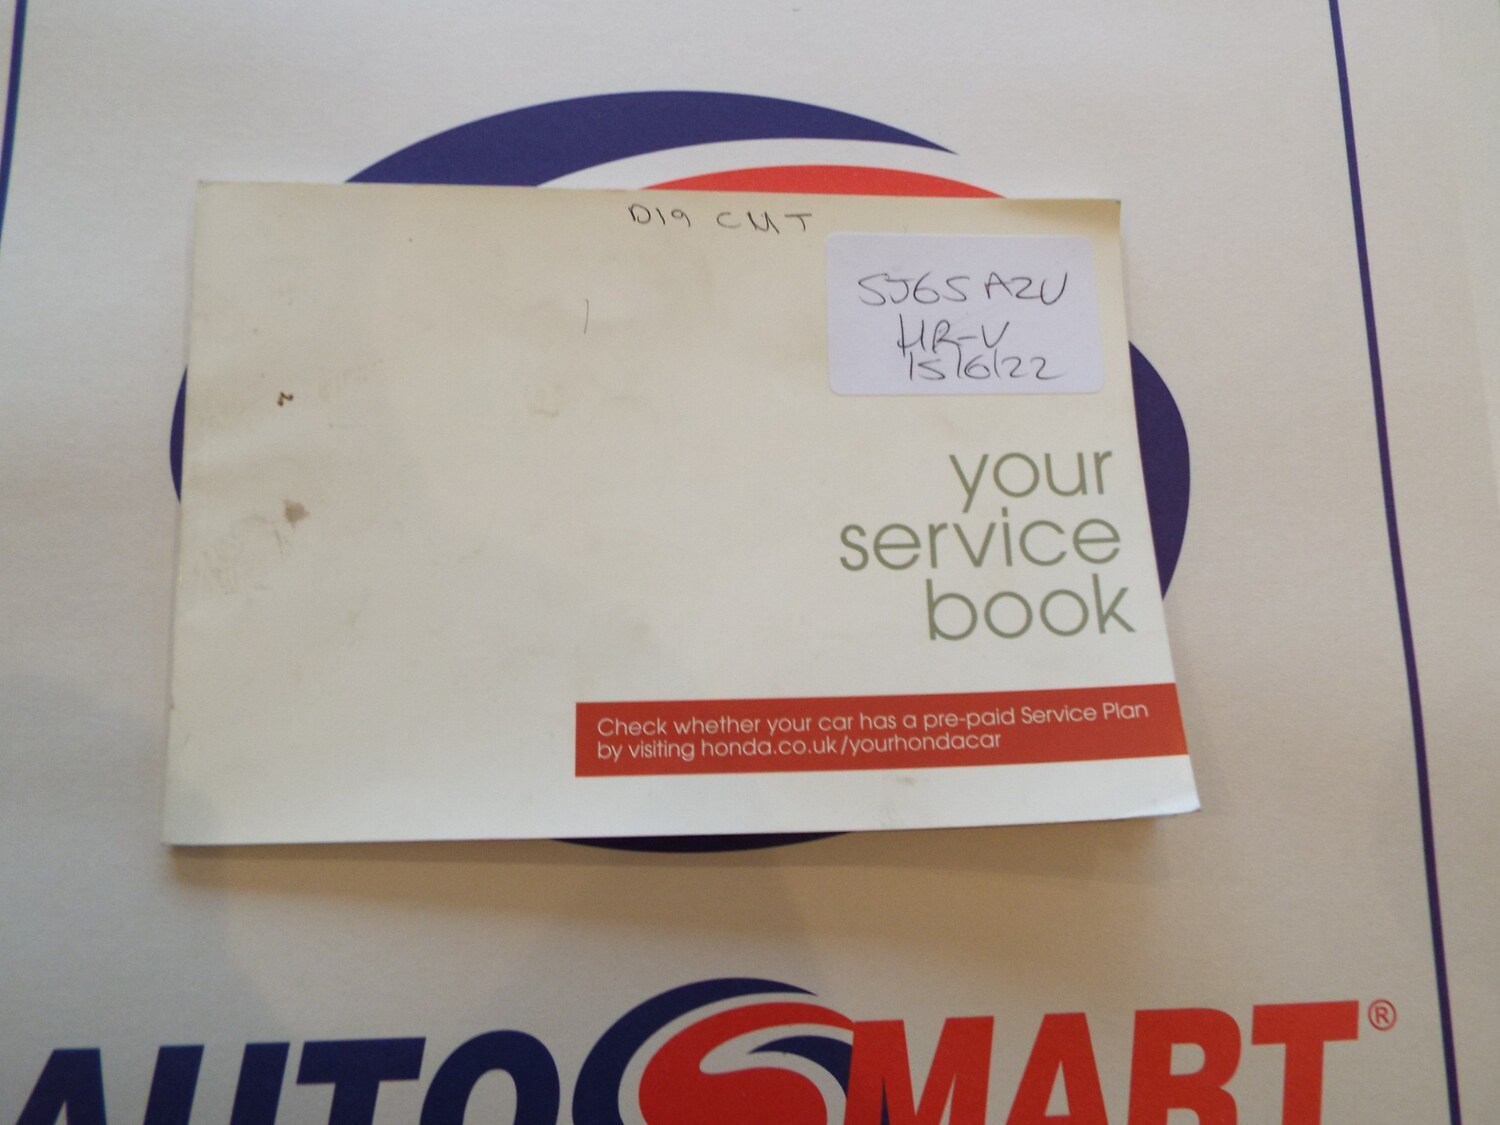 D19 CMT
SJ65 AZU
HR-V
15/6/22
your
service
book
Check whether your car has a pre-paid Service Plan
by visiting honda.co.uk/yourhondacar
AUTOSMART®